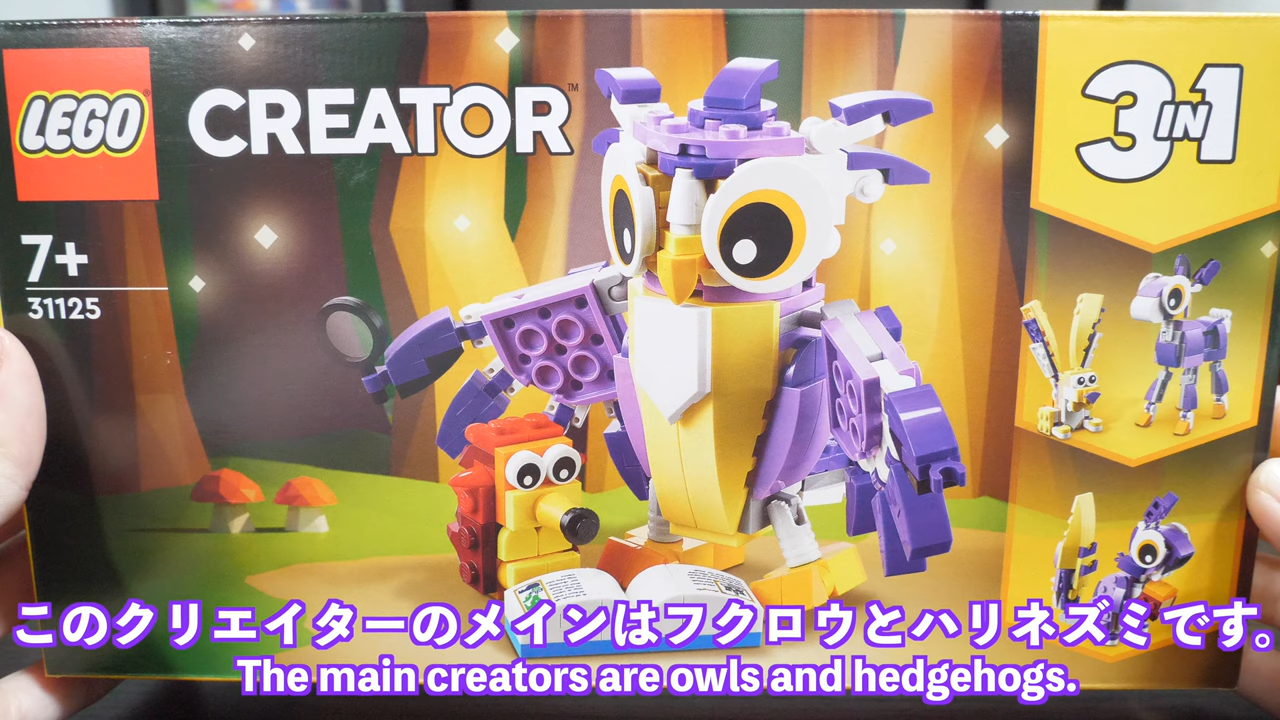 LEGO
CREATOR™
3 IN 1
7+
31125
このクリエイターのメインはフクロウとハリネズミです。
The main creators are owls and hedgehogs.